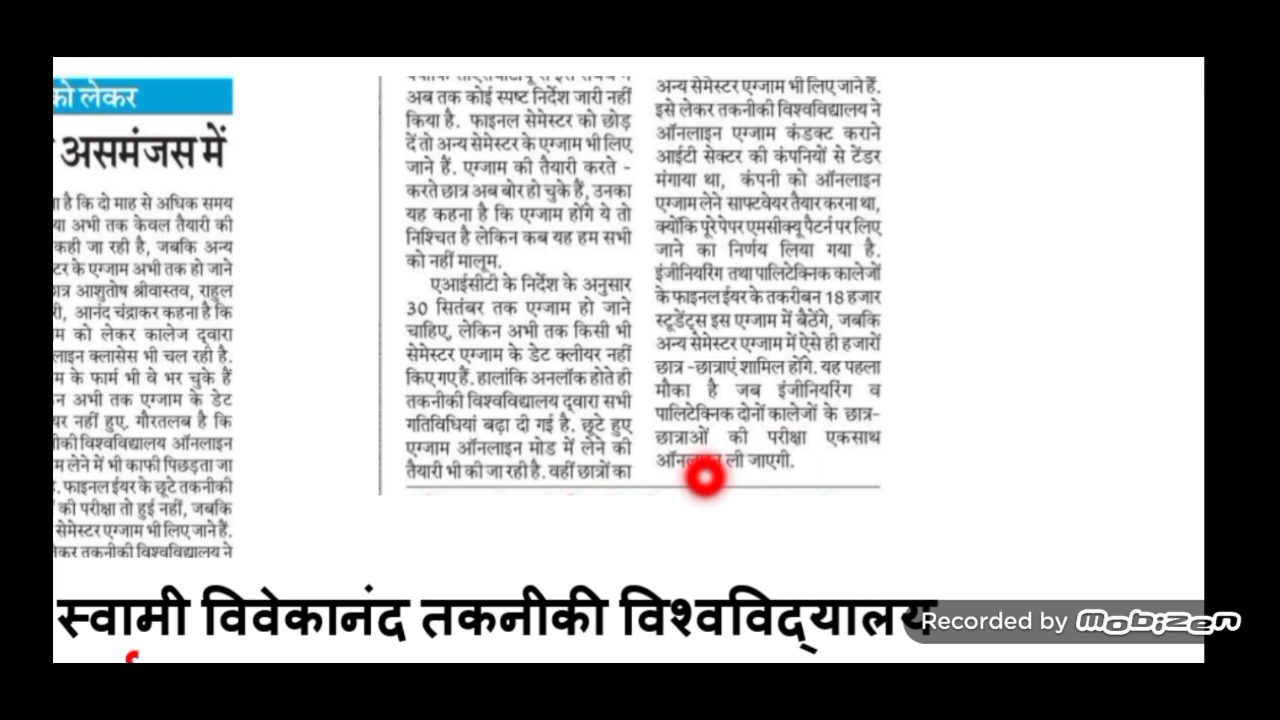 को लेकर
असमंजस में
है कि दो माह से अधिक समय
या अभी तक केवल तैयारी की
कही जा रही है, जबकि अन्य
टर के एग्जाम अभी तक हो जाने
आशुतोष श्रीवास्तव, राहुल
आनंद चंद्राकर कहना है कि
को लेकर कालेज द्वारा
लाइन क्लासेस भी चल रही है.
के फार्म भी वे भर चुके हैं
अभी तक एग्जाम के डेट
नहीं हुए. गौरतलब है कि
नीकी विश्वविद्यालय ऑनलाइन
लेने में भी काफी पिछड़ता जा
फाइनल ईयर के छूटे तकनीकी
की परीक्षा तो हुई नहीं, जबकि
सेमेस्टर एग्जाम भी लिए जाने हैं.
लेकर तकनीकी विश्वविद्यालय ने
अब तक कोई स्पष्ट निर्देश जारी नहीं
किया है. फाइनल सेमेस्टर को छोड़
दें तो अन्य सेमेस्टर के एग्जाम भी लिए
जाने हैं. एग्जाम की तैयारी करते -
करते छात्र अब बोर हो चुके हैं, उनका
यह कहना है कि एग्जाम होंगे ये तो
निश्चित है लेकिन कब यह हम सभी
को नहीं मालूम.
एआईसीटी के निर्देश के अनुसार
30 सितंबर तक एग्जाम हो जाने
चाहिए, लेकिन अभी तक किसी भी
सेमेस्टर एग्जाम के डेट क्लीयर नहीं
किए गए हैं. हालांकि अनलॉक होते ही
तकनीकी विश्वविद्यालय द्वारा सभी
गतिविधियां बढ़ा दी गई है. छूटे हुए
एग्जाम ऑनलाइन मोड में लेने की
तैयारी भी की जा रही है. वहीं छात्रों का
अन्य सेमेस्टर एग्जाम भी लिए जाने हैं.
इसे लेकर तकनीकी विश्वविद्यालय ने
ऑनलाइन एग्जाम कंडक्ट कराने
आईटी सेक्टर की कंपनियों से टेंडर
मंगाया था, कंपनी को ऑनलाइन
एग्जाम लेने साफ्टवेयर तैयार करना था,
क्योंकि पूरे पेपर एमसीक्यू पैटर्न पर लिए
जाने का निर्णय लिया गया है.
इंजीनियरिंग तथा पालिटेक्निक कालेजों
के फाइनल ईयर के तकरीबन 18 हजार
स्टूडेंट्स इस एग्जाम में बैठेंगे, जबकि
अन्य सेमेस्टर एग्जाम में ऐसे ही हजारों
छात्र -छात्राएं शामिल होंगे. यह पहला
मौका है जब इंजीनियरिंग व
पालिटेक्निक दोनों कालेजों के छात्र-
छात्राओं की परीक्षा एकसाथ
ली जाएगी.
स्वामी विवेकानंद तकनीकी विश्वविद्यालय
Recorded by Mobizen